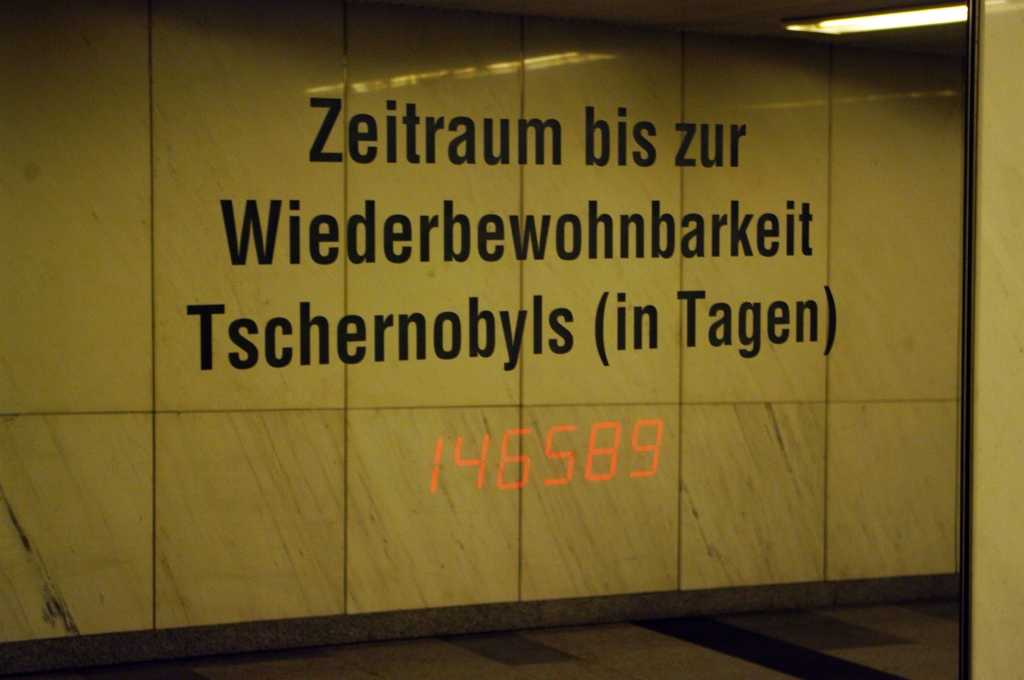 Zeitraum bis zur
Wiederbewohnbarkeit
Tschernobyls (in Tagen)
146589